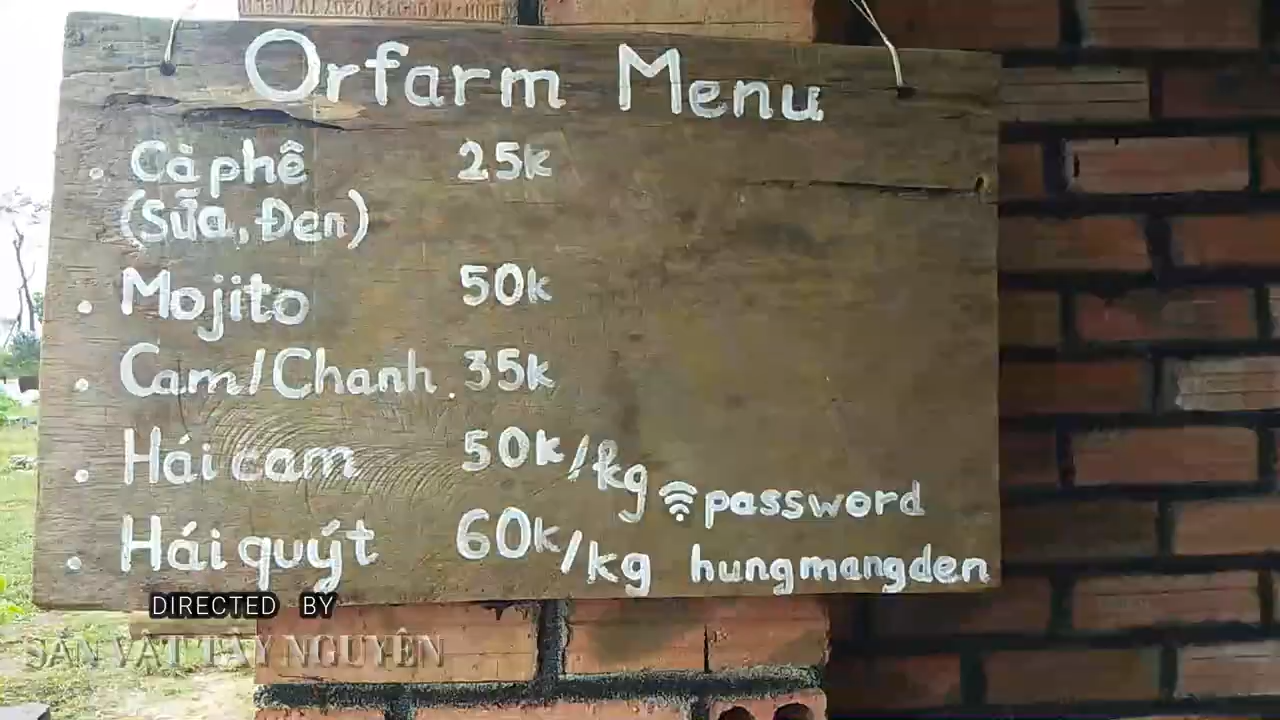 Orfarm Menu
. Cà phê 25k
(Sữa, Đen)
. Mojito 50k
. Cam/Chanh. 35k
. Hái cam 50k/kg
password
. Hái quýt 60k/kg
hungmangden
DIRECTED BY
SẢN VẬT TÂY NGUYÊN